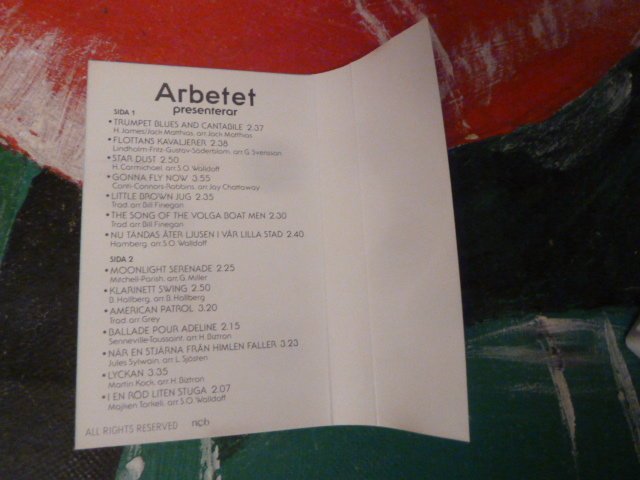 Arbetet
presenterar
SIDA 1
• TRUMPET BLUES AND CANTABILE 2.37
H. James/Jack Matthias, arr. Jack Matthias
• FLOTTANS KAVALJERER 2.38
Lindholm-Fritz-Gustav-Söderblom, arr. G. Svensson
• STAR DUST 2.50
H. Carmichael, arr. S.O. Walldoff
• GONNA FLY NOW 3.55
Conti-Connors-Robbins, arr. Jay Chattaway
• LITTLE BROWN JUG 2.35
Trad. arr. Bill Finegan
• THE SONG OF THE VOLGA BOAT MEN 2.30
Trad. arr. Bill Finegan
• NU TÄNDAS ÅTER LJUSEN I VÅR LILLA STAD 2.40
Hamberg, arr. S.O. Walldoff
SIDA 2
• MOONLIGHT SERENADE 2.25
Mitchell-Parish, arr. G. Miller
• KLARINETT SWING 2.50
B. Hallberg, arr. B. Hallberg
• AMERICAN PATROL 3.20
Trad. arr. Grey
• BALLADE POUR ADELINE 2.15
Senneville-Toussaint, arr. H. Biztran
• NÄR EN STJÄRNA FRÅN HIMLEN FALLER 3.23
Jules Sylwain, arr. L. Sjösten
• LYCKAN 3.35
Martin Kock, arr. H. Biztran
• I EN RÖD LITEN STUGA 2.07
Majken Torkeli, arr. S.O. Walldoff
ALL RIGHTS RESERVED ncb